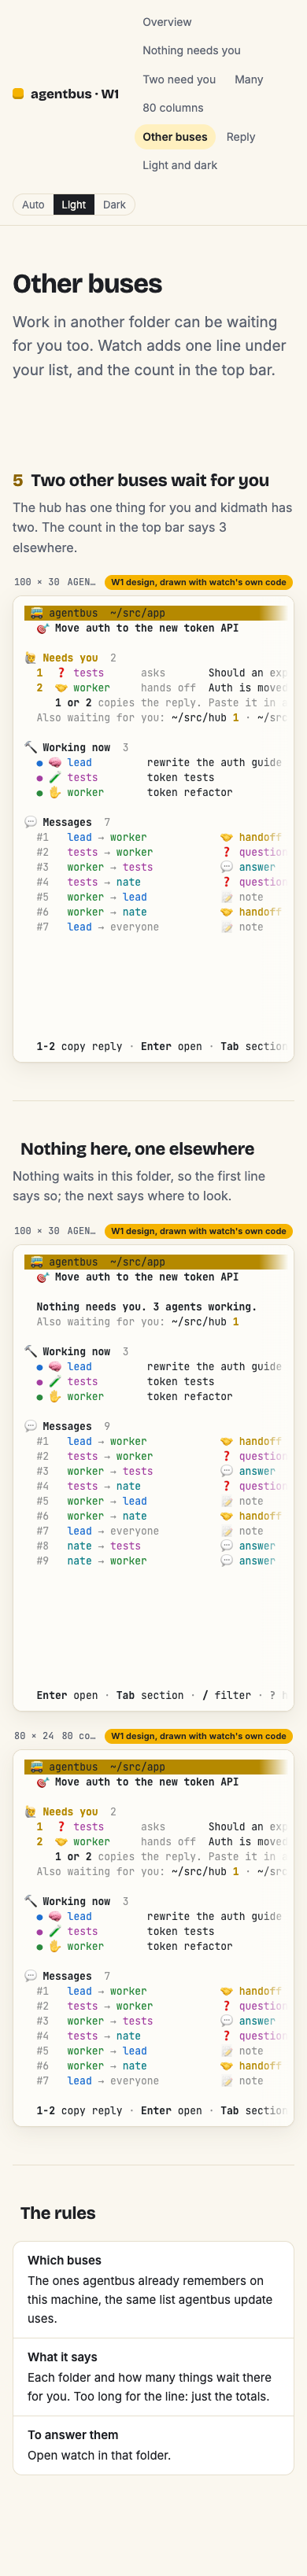 agentbus · W1
Overview
Nothing needs you
Two need you Many
80 columns
Other buses Reply
Light and dark
Auto Light Dark
Other buses
Work in another folder can be waiting
for you too. Watch adds one line under
your list, and the count in the top bar.
5 Two other buses wait for you
The hub has one thing for you and kidmath has
two. The count in the top bar says 3
elsewhere.
100 × 30 AGEN… W1 design, drawn with watch's own code
agentbus ~/src/app
Move auth to the new token API
Needs you 2
1 ? tests asks Should an exp
2 worker hands off Auth is moved
1 or 2 copies the reply. Paste it in a
Also waiting for you: ~/src/hub 1 · ~/src
Working now 3
lead rewrite the auth guide
tests token tests
worker token refactor
Messages 7
#1 lead → worker handoff
#2 tests → worker ? question
#3 worker → tests answer
#4 tests → nate ? question
#5 worker → lead note
#6 worker → nate handoff
#7 lead → everyone note
1-2 copy reply · Enter open · Tab section
Nothing here, one elsewhere
Nothing waits in this folder, so the first line
says so; the next says where to look.
100 × 30 AGEN… W1 design, drawn with watch's own code
agentbus ~/src/app
Move auth to the new token API
Nothing needs you. 3 agents working.
Also waiting for you: ~/src/hub 1
Working now 3
lead rewrite the auth guide
tests token tests
worker token refactor
Messages 9
#1 lead → worker handoff
#2 tests → worker ? question
#3 worker → tests answer
#4 tests → nate ? question
#5 worker → lead note
#6 worker → nate handoff
#7 lead → everyone note
#8 nate → tests answer
#9 nate → worker answer
Enter open · Tab section · / filter · ?
80 × 24 80 co… W1 design, drawn with watch's own code
agentbus ~/src/app
Move auth to the new token API
Needs you 2
1 ? tests asks Should an exp
2 worker hands off Auth is moved
1 or 2 copies the reply. Paste it in a
Also waiting for you: ~/src/hub 1 · ~/src
Working now 3
lead rewrite the auth guide
tests token tests
worker token refactor
Messages 7
#1 lead → worker handoff
#2 tests → worker ? question
#3 worker → tests answer
#4 tests → nate ? question
#5 worker → lead note
#6 worker → nate handoff
#7 lead → everyone note
1-2 copy reply · Enter open · Tab section
The rules
Which buses
The ones agentbus already remembers on
this machine, the same list agentbus update
uses.
What it says
Each folder and how many things wait there
for you. Too long for the line: just the totals.
To answer them
Open watch in that folder.